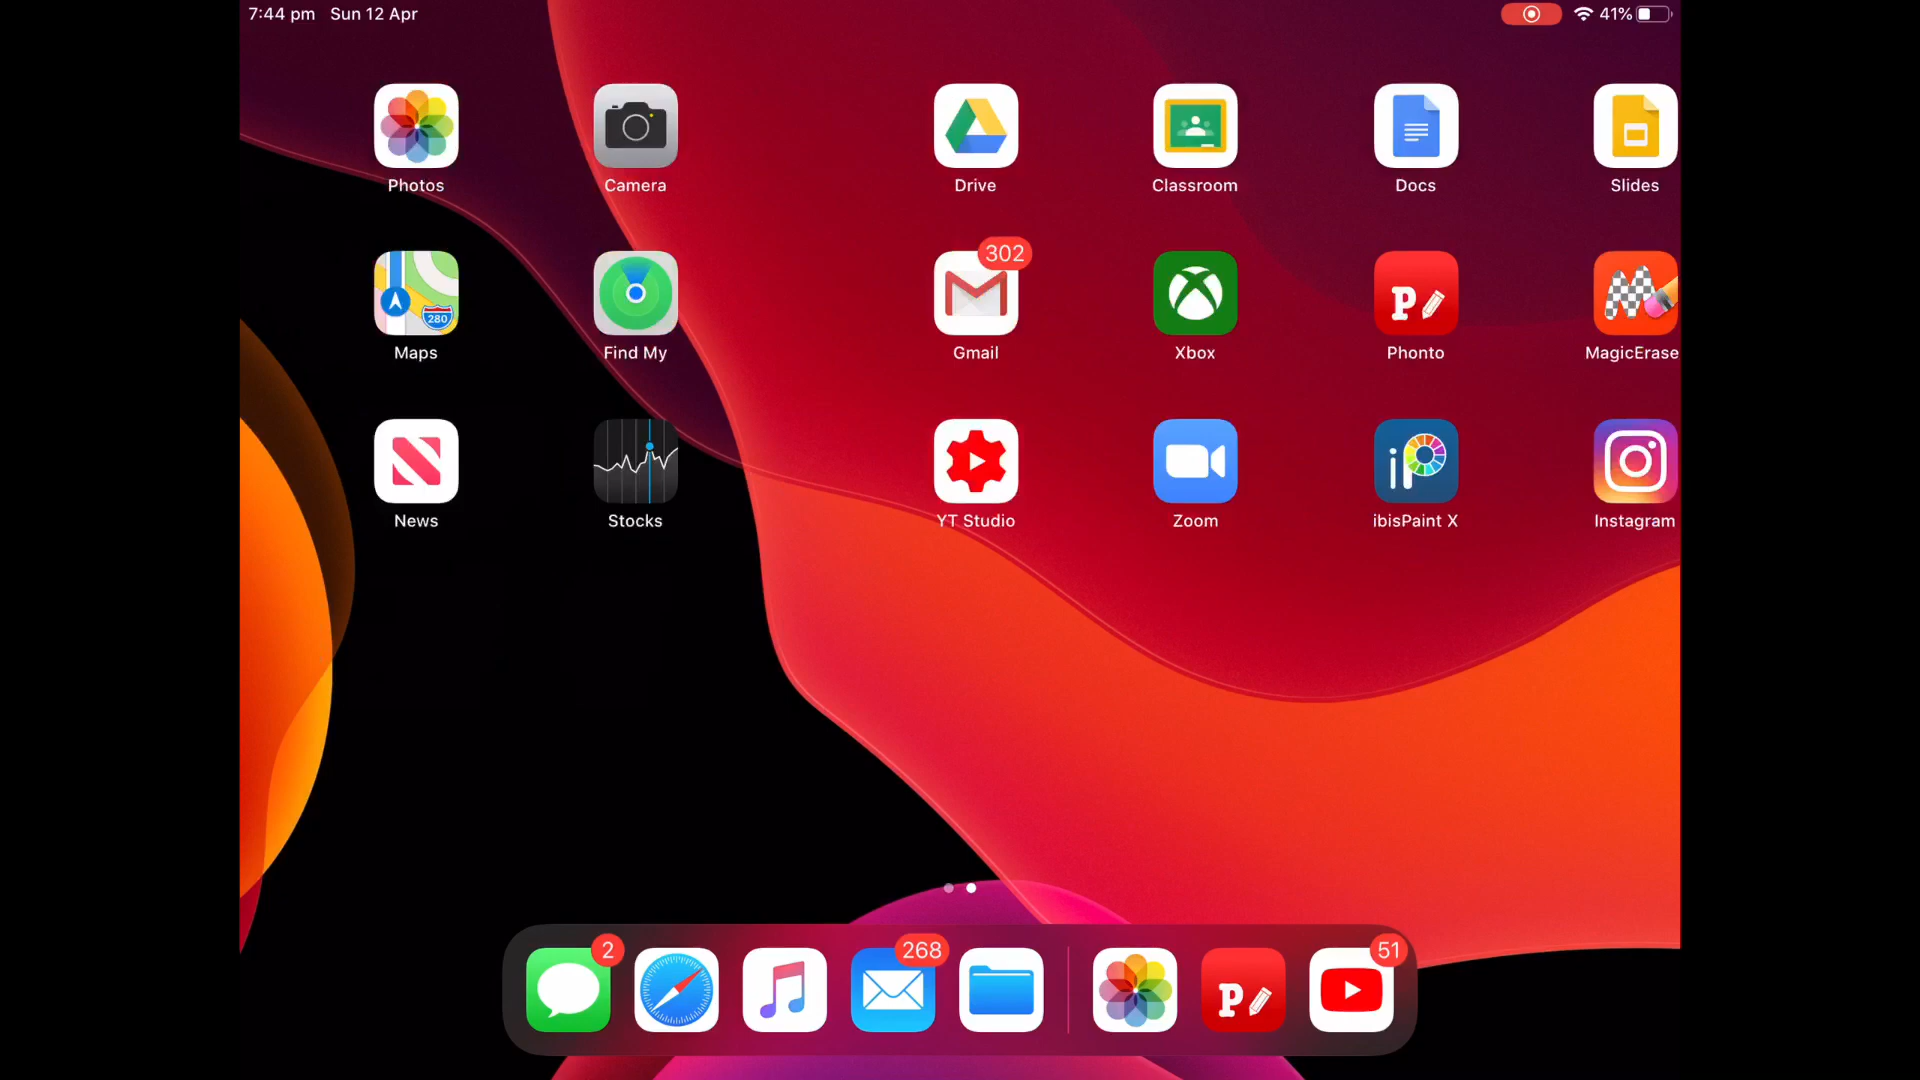 7:44 pm Sun 12 Apr 41%
Photos Camera Drive Classroom Docs Slides
280 302
Maps Find My Gmail Xbox Phonto MagicErase
News Stocks YT Studio Zoom ibisPaint X Instagram
2 268 51